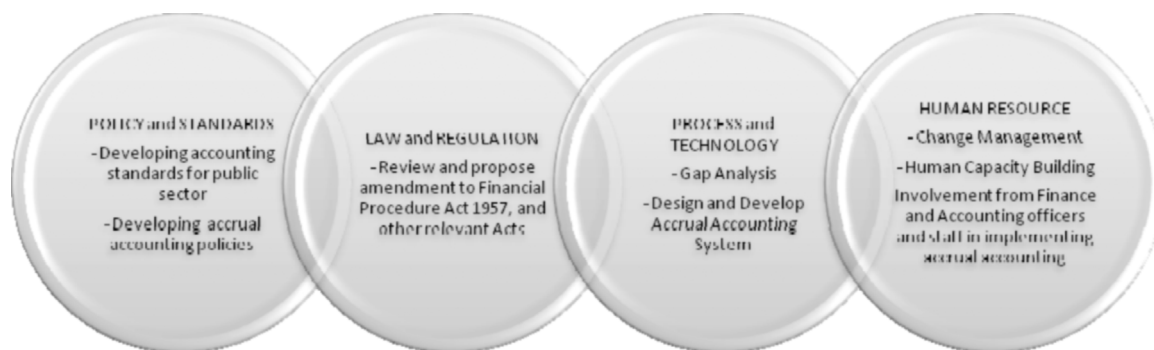 POLICY and STANDARDS
-Developing accounting
standards for public
sector
-Developing accrual
accounting policies
LAW and REGULATION
-Review and propose
amendment to Financial
Procedure Act 1957, and
other relevant Acts
PROCESS and
TECHNOLOGY
-Gap Analysis
-Design and Develop
Accrual Accounting
System
HUMAN RESOURCE
-Change Management
-Human Capacity Building
Involvement from Finance
and Accounting officers
and staff in implementing
accrual accounting